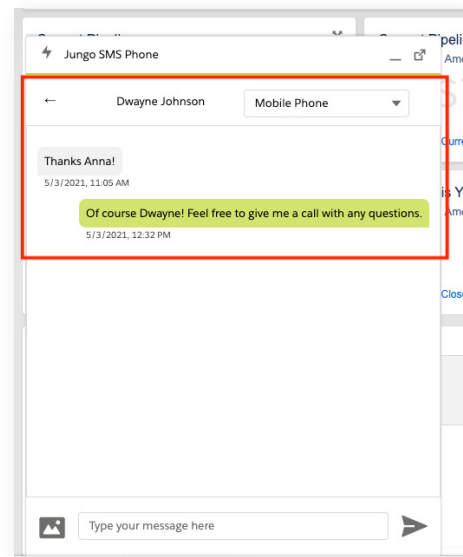 Jungo SMS Phone
Dwayne Johnson
Mobile Phone
Thanks Anna!
5/3/2021, 11:05 AM
Of course Dwayne! Feel free to give me a call with any questions.
5/3/2021, 12:32 PM
Type your message here